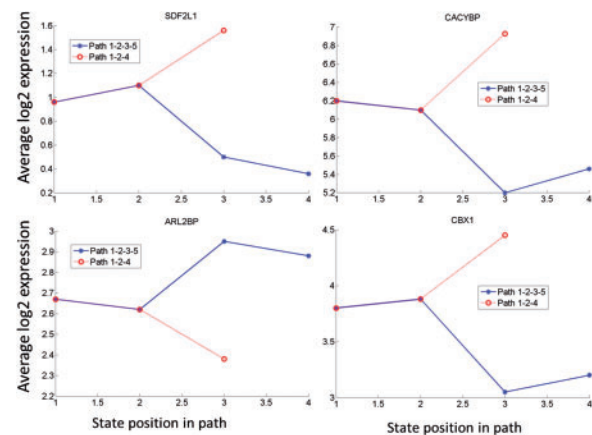 SDF2L1
Average log2 expression
1.6
1.4
1.2
1
0.8
0.6
0.4
0.2
Path 1-2-3-5
Path 1-2-4
1 1.5 2 2.5 3 3.5 4
CACYBP
7
6.8
6.6
6.4
6.2
6
5.8
5.6
5.4
5.2
Path 1-2-3-5
Path 1-2-4
1 1.5 2 2.5 3 3.5 4
ARL2BP
Average log2 expression
3
2.9
2.8
2.7
2.6
2.5
2.4
2.3
2.2
Path 1-2-3-5
Path 1-2-4
1 1.5 2 2.5 3 3.5 4
State position in path
CBX1
4.5
4
3.5
3
Path 1-2-3-5
Path 1-2-4
1 1.5 2 2.5 3 3.5 4
State position in path